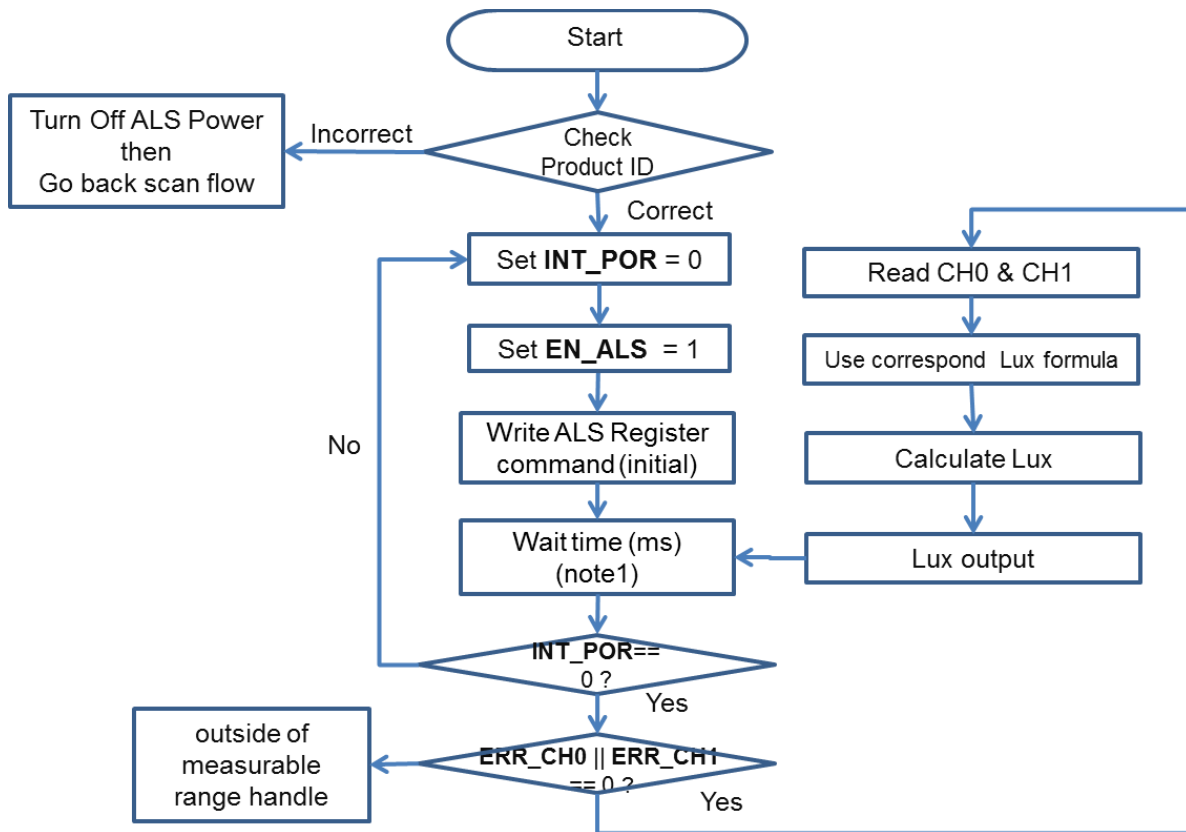 Start
Turn Off ALS Power
then
Go back scan flow
Incorrect
Check
Product ID
Correct
Set INT_POR = 0
Set EN_ALS = 1
Write ALS Register
command (initial)
Wait time (ms)
(note1)
No
INT_POR==
0 ?
Yes
outside of
measurable
range handle
ERR_CH0 || ERR_CH1
== 0 ?
Yes
Read CH0 & CH1
Use correspond Lux formula
Calculate Lux
Lux output